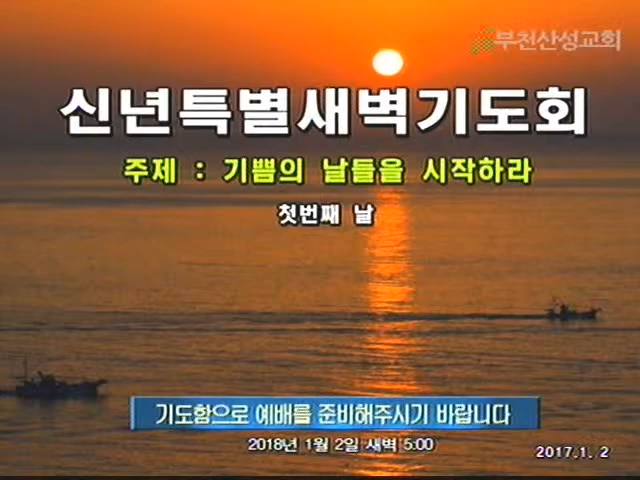 부천산성교회
신년특별새벽기도회
주제 : 기쁨의 날들을 시작하라
첫번째 날
기도함으로 예배를 준비해주시기 바랍니다
2018년 1월 2일 새벽 5:00
2017.1. 2